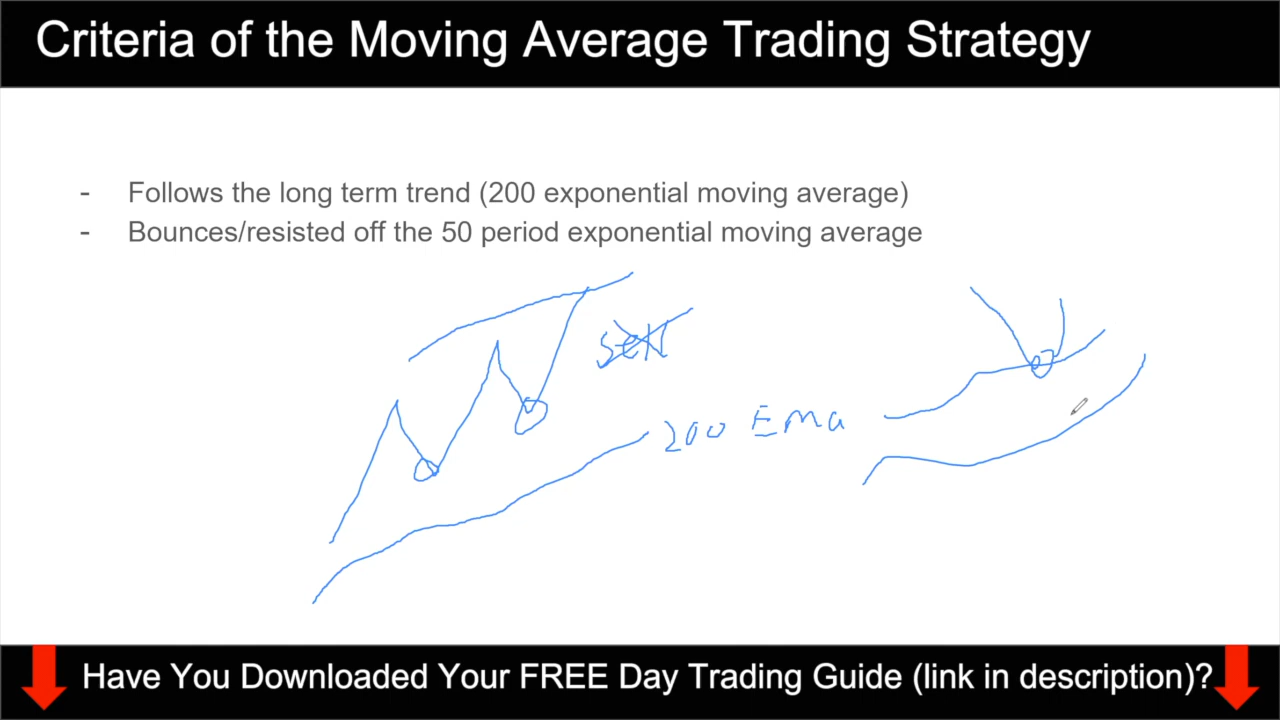 Criteria of the Moving Average Trading Strategy
- Follows the long term trend (200 exponential moving average)
- Bounces/resisted off the 50 period exponential moving average
Sell
200 Ema
Have You Downloaded Your FREE Day Trading Guide (link in description)?